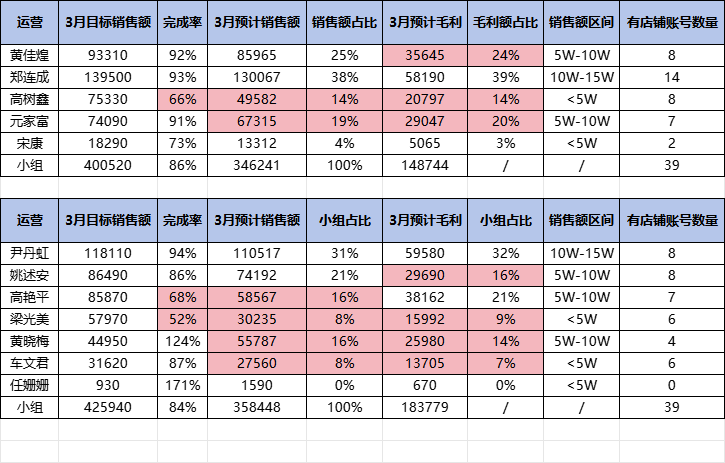 运营 3月目标销售额 完成率 3月预计销售额 销售额占比 3月预计毛利 毛利额占比 销售额区间 有店铺账号数量
黄佳煌 93310 92% 85965 25% 35645 24% 5W-10W 8
郑连成 139500 93% 130067 38% 58190 39% 10W-15W 14
高树鑫 75330 66% 49582 14% 20797 14% <5W 8
元家富 74090 91% 67315 19% 29047 20% 5W-10W 7
宋康 18290 73% 13312 4% 5065 3% <5W 2
小组 400520 86% 346241 100% 148744 / / 39
运营 3月目标销售额 完成率 3月预计销售额 小组占比 3月预计毛利 小组占比 销售额区间 有店铺账号数量
尹丹虹 118110 94% 110517 31% 59580 32% 10W-15W 8
姚述安 86490 86% 74192 21% 29690 16% 5W-10W 8
高艳平 85870 68% 58567 16% 38162 21% 5W-10W 7
梁光美 57970 52% 30235 8% 15992 9% <5W 6
黄晓梅 44950 124% 55787 16% 25980 14% 5W-10W 4
车文君 31620 87% 27560 8% 13705 7% <5W 6
任姗姗 930 171% 1590 0% 670 0% <5W 0
小组 425940 84% 358448 100% 183779 / / 39